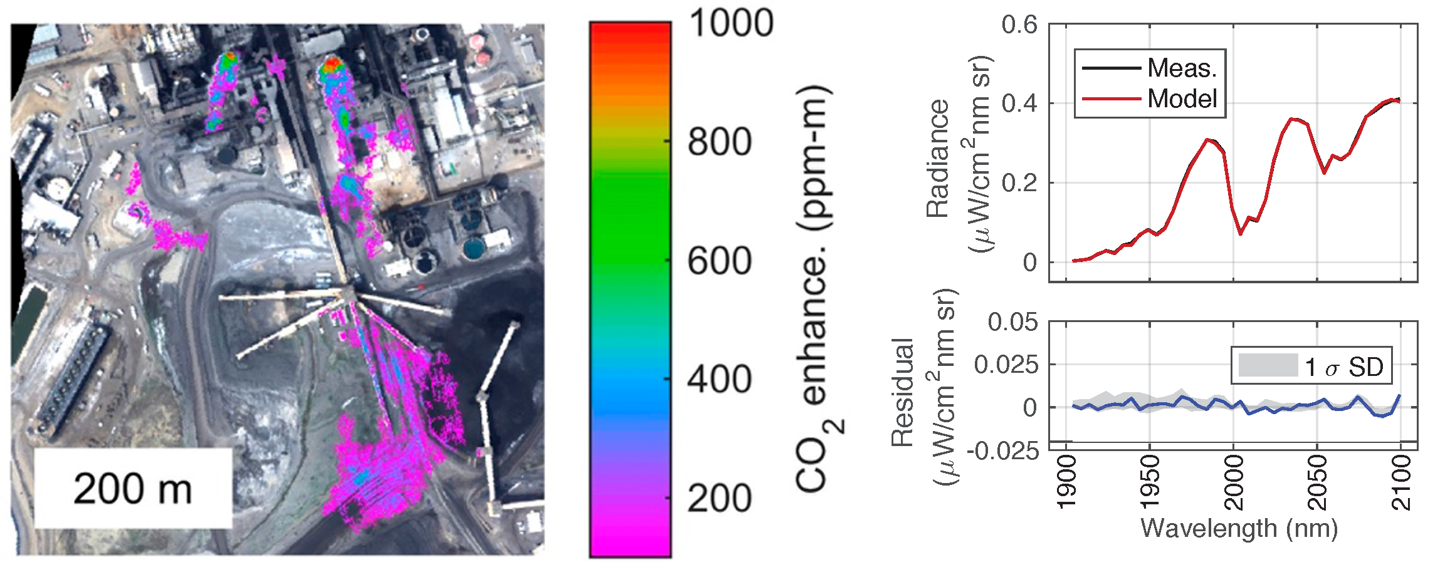 200 m
1000
800
600
400
200
CO2 enhance. (ppm-m)
0.6
0.4
0.2
0
Radiance
(μW/cm2nm sr)
Meas.
Model
0.05
0.025
0
-0.025
Residual
(μW/cm2nm sr)
1 σ SD
1900
1950
2000
2050
2100
Wavelength (nm)